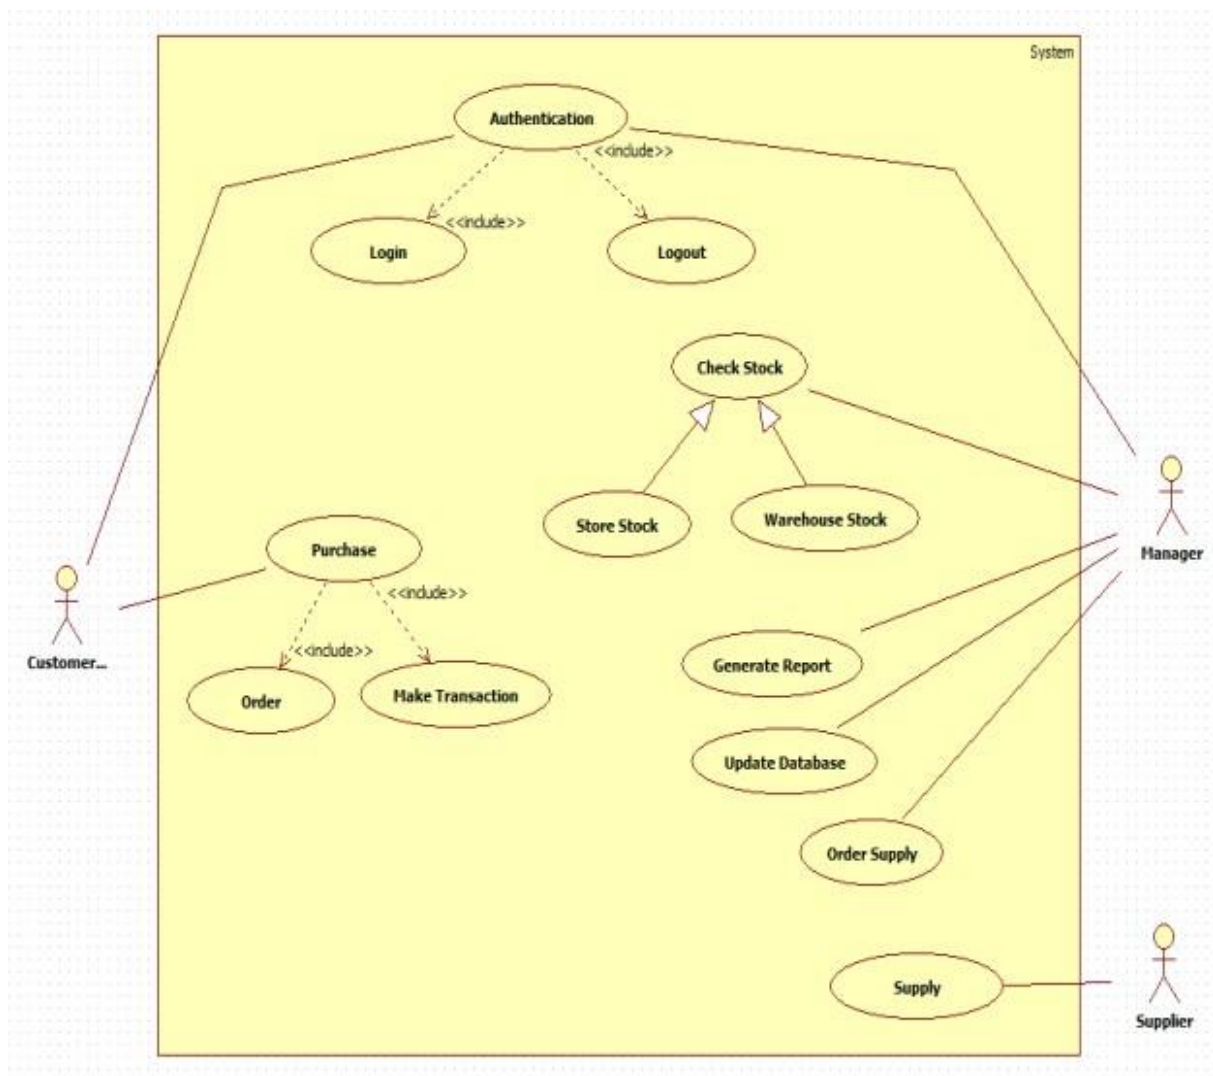 System
Authentication
<<include>>
<<include>>
Login
Logout
Check Stock
Store Stock
Warehouse Stock
Manager
Purchase
<<include>>
Customer...
<<include>>
Order
Make Transaction
Generate Report
Update Database
Order Supply
Supply
Supplier